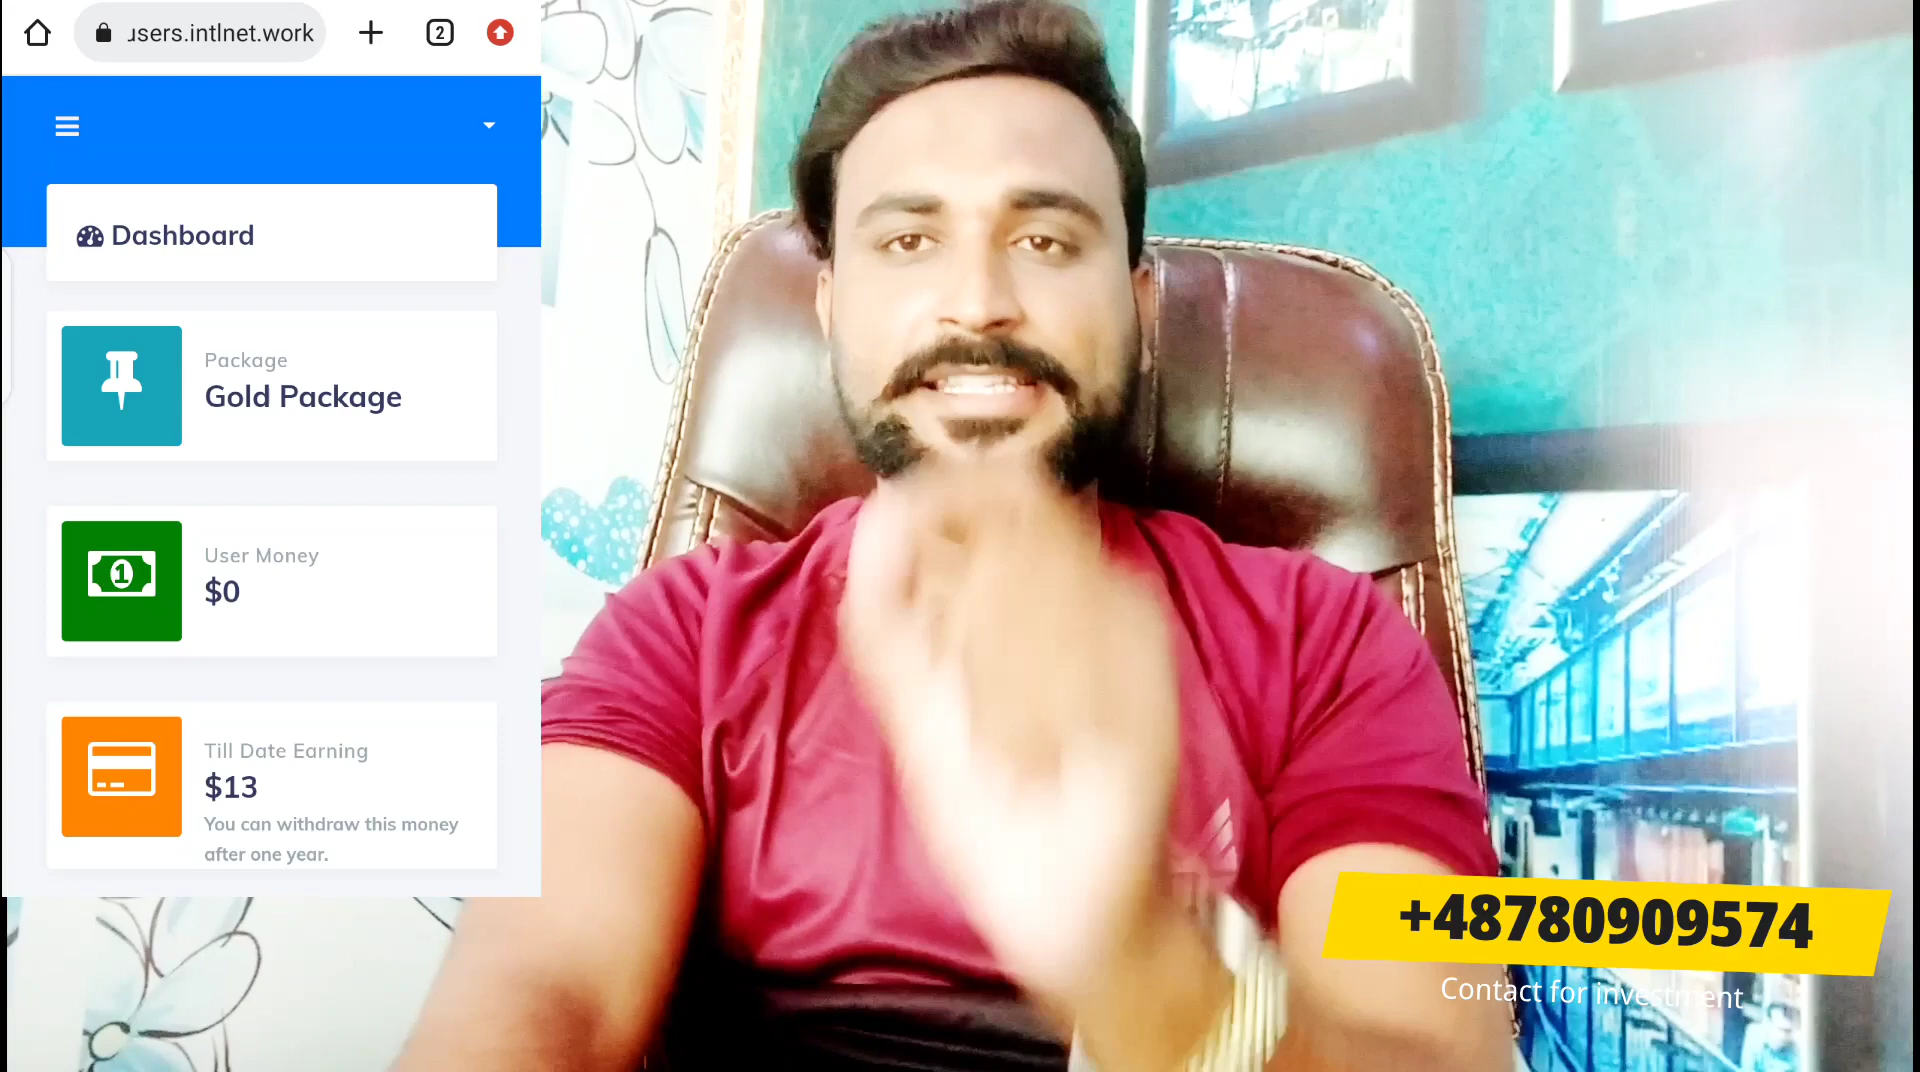 users.intlnet.work
2
Dashboard
Package
Gold Package
User Money
$0
1
Till Date Earning
$13
You can withdraw this money
after one year.
+48780909574
Contact for investment